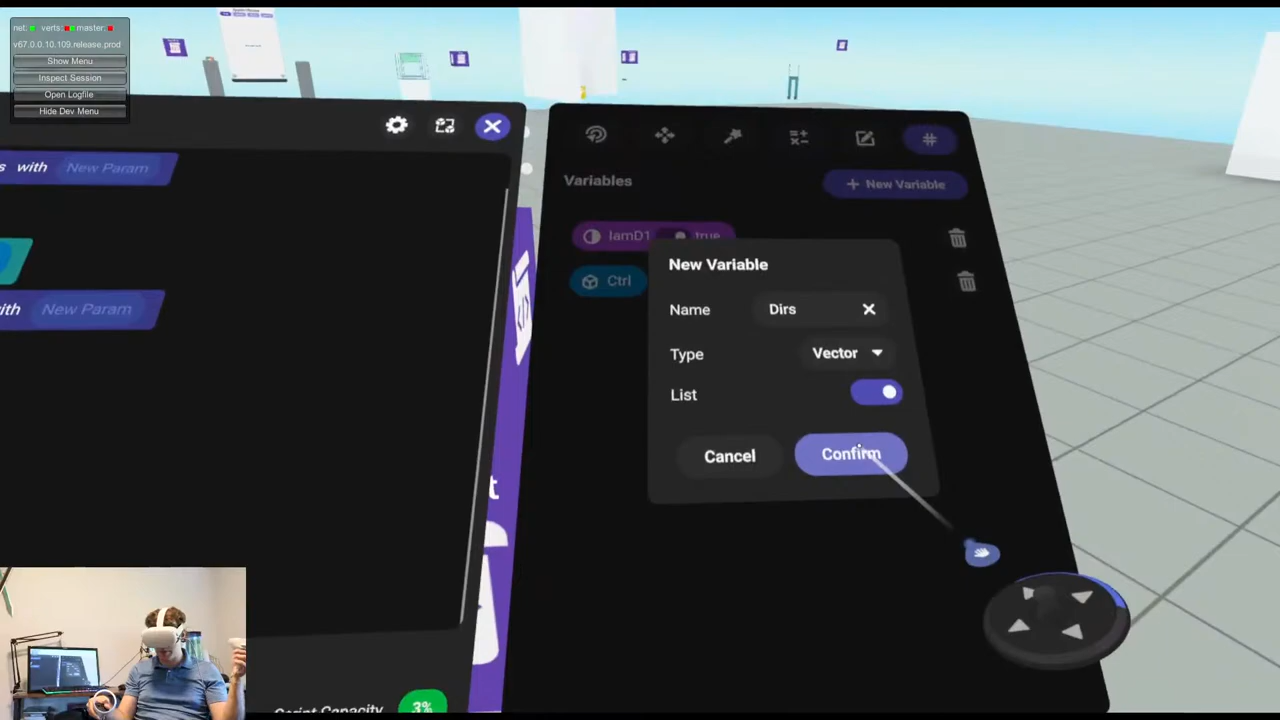 net: verts: master
v67.0.0.10.109.release.prod
Show Menu
Inspect Session
Open Logfile
Hide Dev Menu
s with New Param
with New Param
Variables
+ New Variable
IamD1 true
Ctrl
New Variable
Name Dirs
Type Vector
List
Cancel Confirm
t
Script Capacity 3%